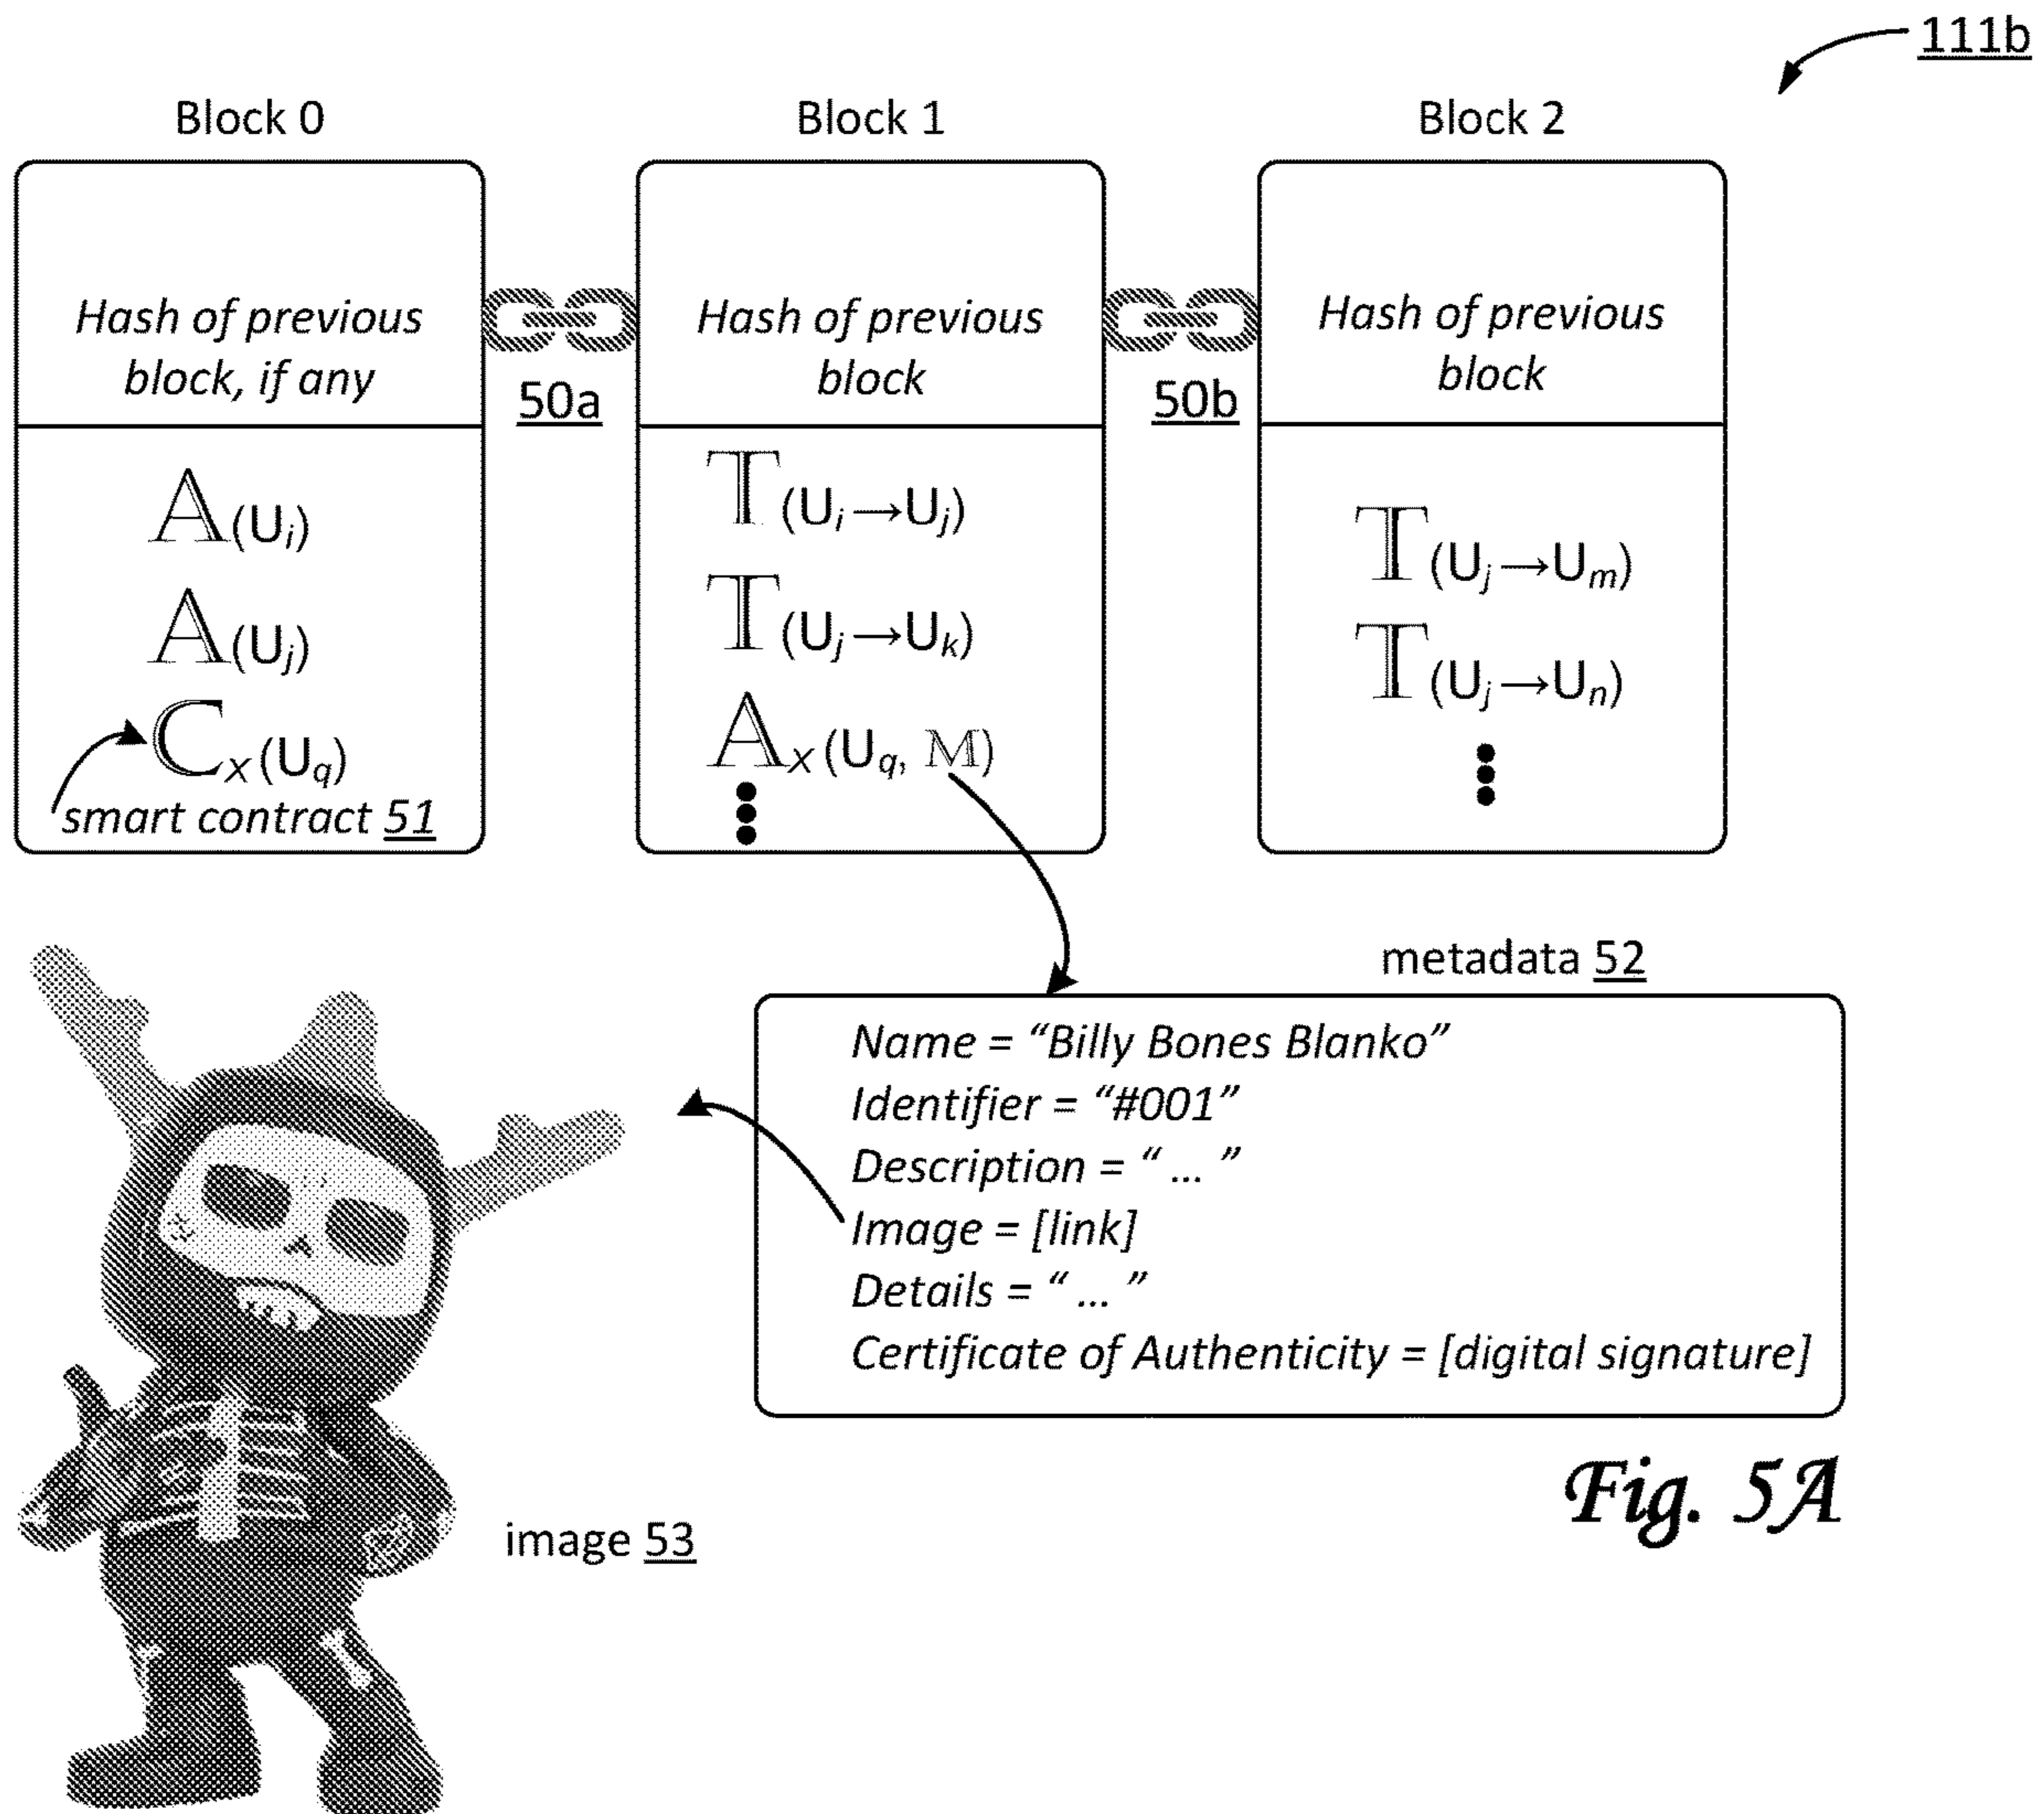 111b
Block 0
Hash of previous
block, if any
𝔸(Uᵢ)
𝔸(Uⱼ)
ℂₓ(U_q)
smart contract 51
50a
Block 1
Hash of previous
block
𝕋(Uᵢ→Uⱼ)
𝕋(Uⱼ→Uₖ)
𝔸ₓ(U_q, 𝕄)
50b
Block 2
Hash of previous
block
𝕋(Uⱼ→Uₘ)
𝕋(Uⱼ→Uₙ)
metadata 52
Name = “Billy Bones Blanko”
Identifier = “#001”
Description = “ ... ”
Image = [link]
Details = “ ... ”
Certificate of Authenticity = [digital signature]
image 53
Fig. 5A